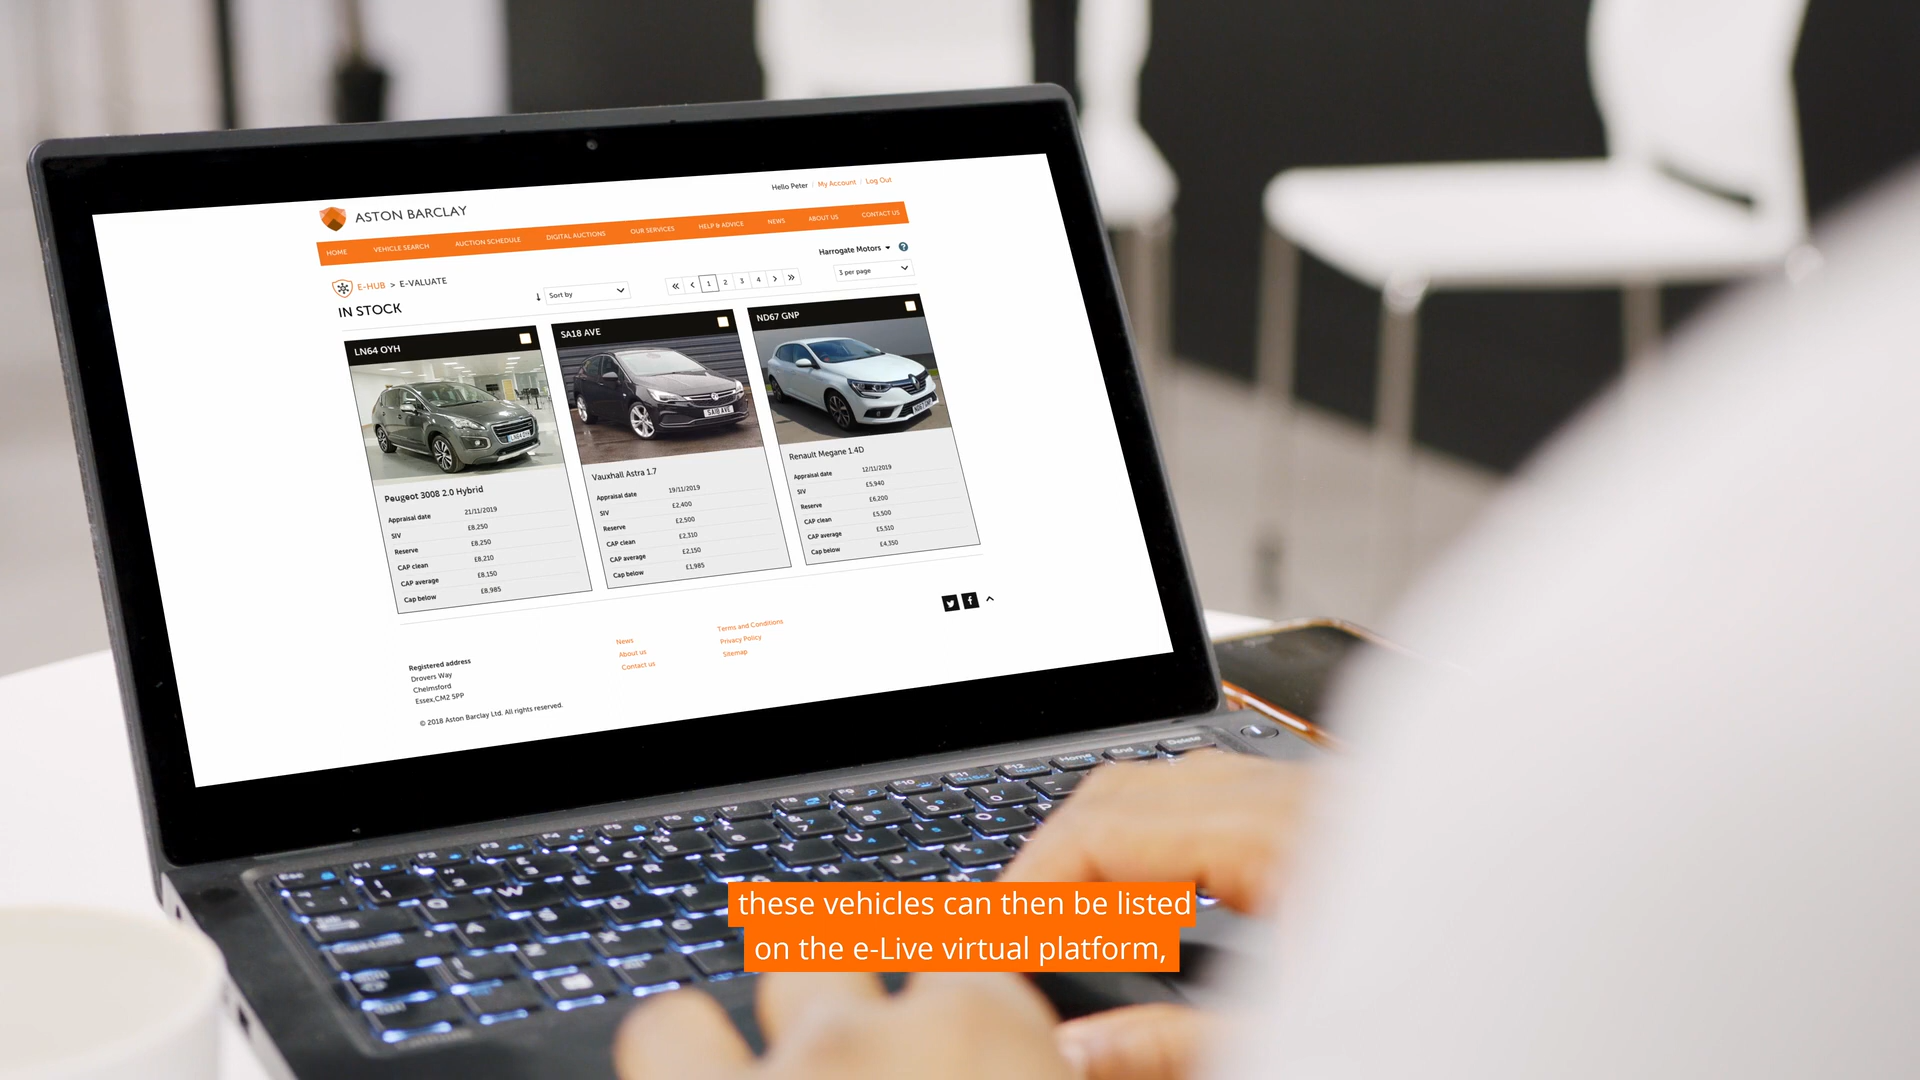 Hello Peter | My Account | Log Out
ASTON BARCLAY
HOME VEHICLE SEARCH AUCTION SCHEDULE DIGITAL AUCTIONS OUR SERVICES HELP & ADVICE NEWS ABOUT US CONTACT US
Harrogate Motors
E-HUB > E-VALUATE
IN STOCK
Sort by
« < 1 2 3 4 > »
3 per page
LN64 OYH
Peugeot 3008 2.0 Hybrid
Appraisal date 21/11/2019
SIV £8,250
Reserve £8,250
CAP clean £8,210
CAP average £8,150
Cap below £8,985
SA18 AVE
SA18 AVE
Vauxhall Astra 1.7
Appraisal date 19/11/2019
SIV £2,400
Reserve £2,500
CAP clean £2,310
CAP average £2,150
Cap below £1,985
ND67 GNP
ND67 GNP
Renault Megane 1.4D
Appraisal date 12/11/2019
SIV £5,940
Reserve £6,200
CAP clean £5,500
CAP average £5,510
Cap below £4,350
Registered address
Drovers Way
Chelmsford
Essex,CM2 5PP
© 2018 Aston Barclay Ltd. All rights reserved.
News
About us
Contact us
Terms and Conditions
Privacy Policy
Sitemap
these vehicles can then be listed
on the e-Live virtual platform,